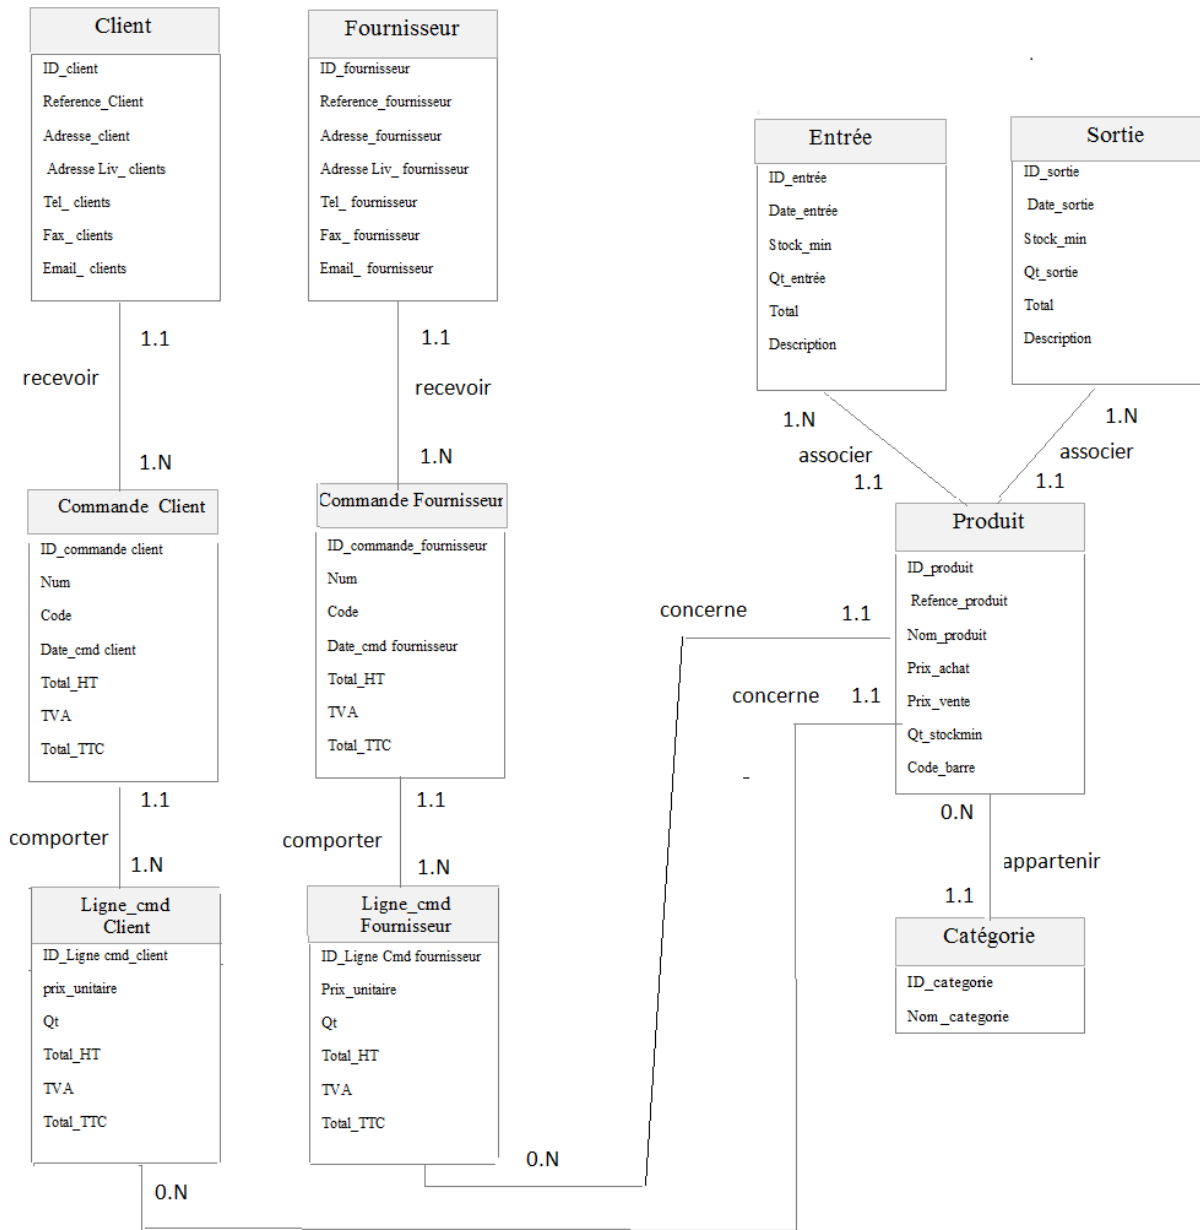 Client
ID_client
Reference_Client
Adresse_client
Adresse Liv_ clients
Tel_ clients
Fax_ clients
Email_ clients
1.1
recevoir
1.N
Commande Client
ID_commande client
Num
Code
Date_cmd client
Total_HT
TVA
Total_TTC
1.1
comporter
1.N
Ligne_cmd
Client
ID_Ligne cmd_client
prix_unitaire
Qt
Total_HT
TVA
Total_TTC
0.N
Fournisseur
ID_fournisseur
Reference_fournisseur
Adresse_fournisseur
Adresse Liv_ fournisseur
Tel_ fournisseur
Fax_ fournisseur
Email_ fournisseur
1.1
recevoir
1.N
Commande Fournisseur
ID_commande_fournisseur
Num
Code
Date_cmd fournisseur
Total_HT
TVA
Total_TTC
1.1
comporter
1.N
Ligne_cmd
Fournisseur
ID_Ligne Cmd fournisseur
Prix_unitaire
Qt
Total_HT
TVA
Total_TTC
0.N
Entrée
ID_entrée
Date_entrée
Stock_min
Qt_entrée
Total
Description
1.N
associer
1.1
Sortie
ID_sortie
Date_sortie
Stock_min
Qt_sortie
Total
Description
1.N
associer
1.1
Produit
ID_produit
Refence_produit
Nom_produit
Prix_achat
Prix_vente
Qt_stockmin
Code_barre
concerne
1.1
concerne
1.1
0.N
appartenir
1.1
Catégorie
ID_categorie
Nom_categorie